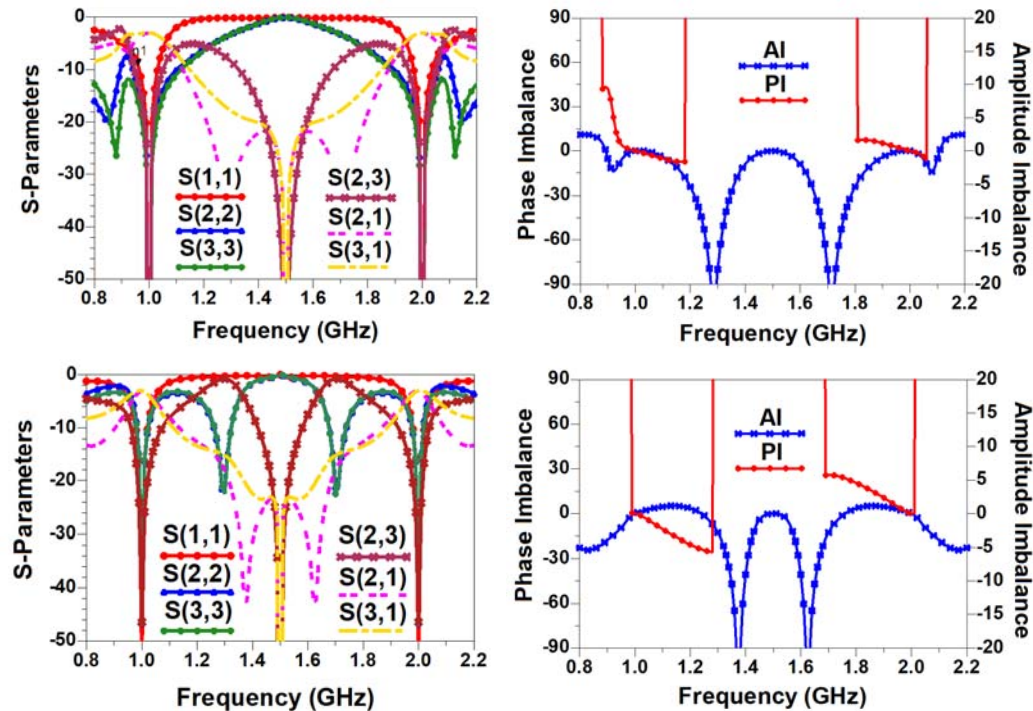 0
-10
-20
-30
-40
-50
S-Parameters
S(1,1)
S(2,2)
S(3,3)
S(2,3)
S(2,1)
S(3,1)
0.8 1.0 1.2 1.4 1.6 1.8 2.0 2.2
Frequency (GHz)
90
60
30
0
-30
-60
-90
Phase Imbalance
AI
PI
20
15
10
5
0
-5
-10
-15
-20
Amplitude Imbalance
0.8 1.0 1.2 1.4 1.6 1.8 2.0 2.2
Frequency (GHz)
0
-10
-20
-30
-40
-50
S-Parameters
S(1,1)
S(2,2)
S(3,3)
S(2,3)
S(2,1)
S(3,1)
0.8 1.0 1.2 1.4 1.6 1.8 2.0 2.2
Frequency (GHz)
90
60
30
0
-30
-60
-90
Phase Imbalance
AI
PI
20
15
10
5
0
-5
-10
-15
-20
Amplitude Imbalance
0.8 1.0 1.2 1.4 1.6 1.8 2.0 2.2
Frequency (GHz)